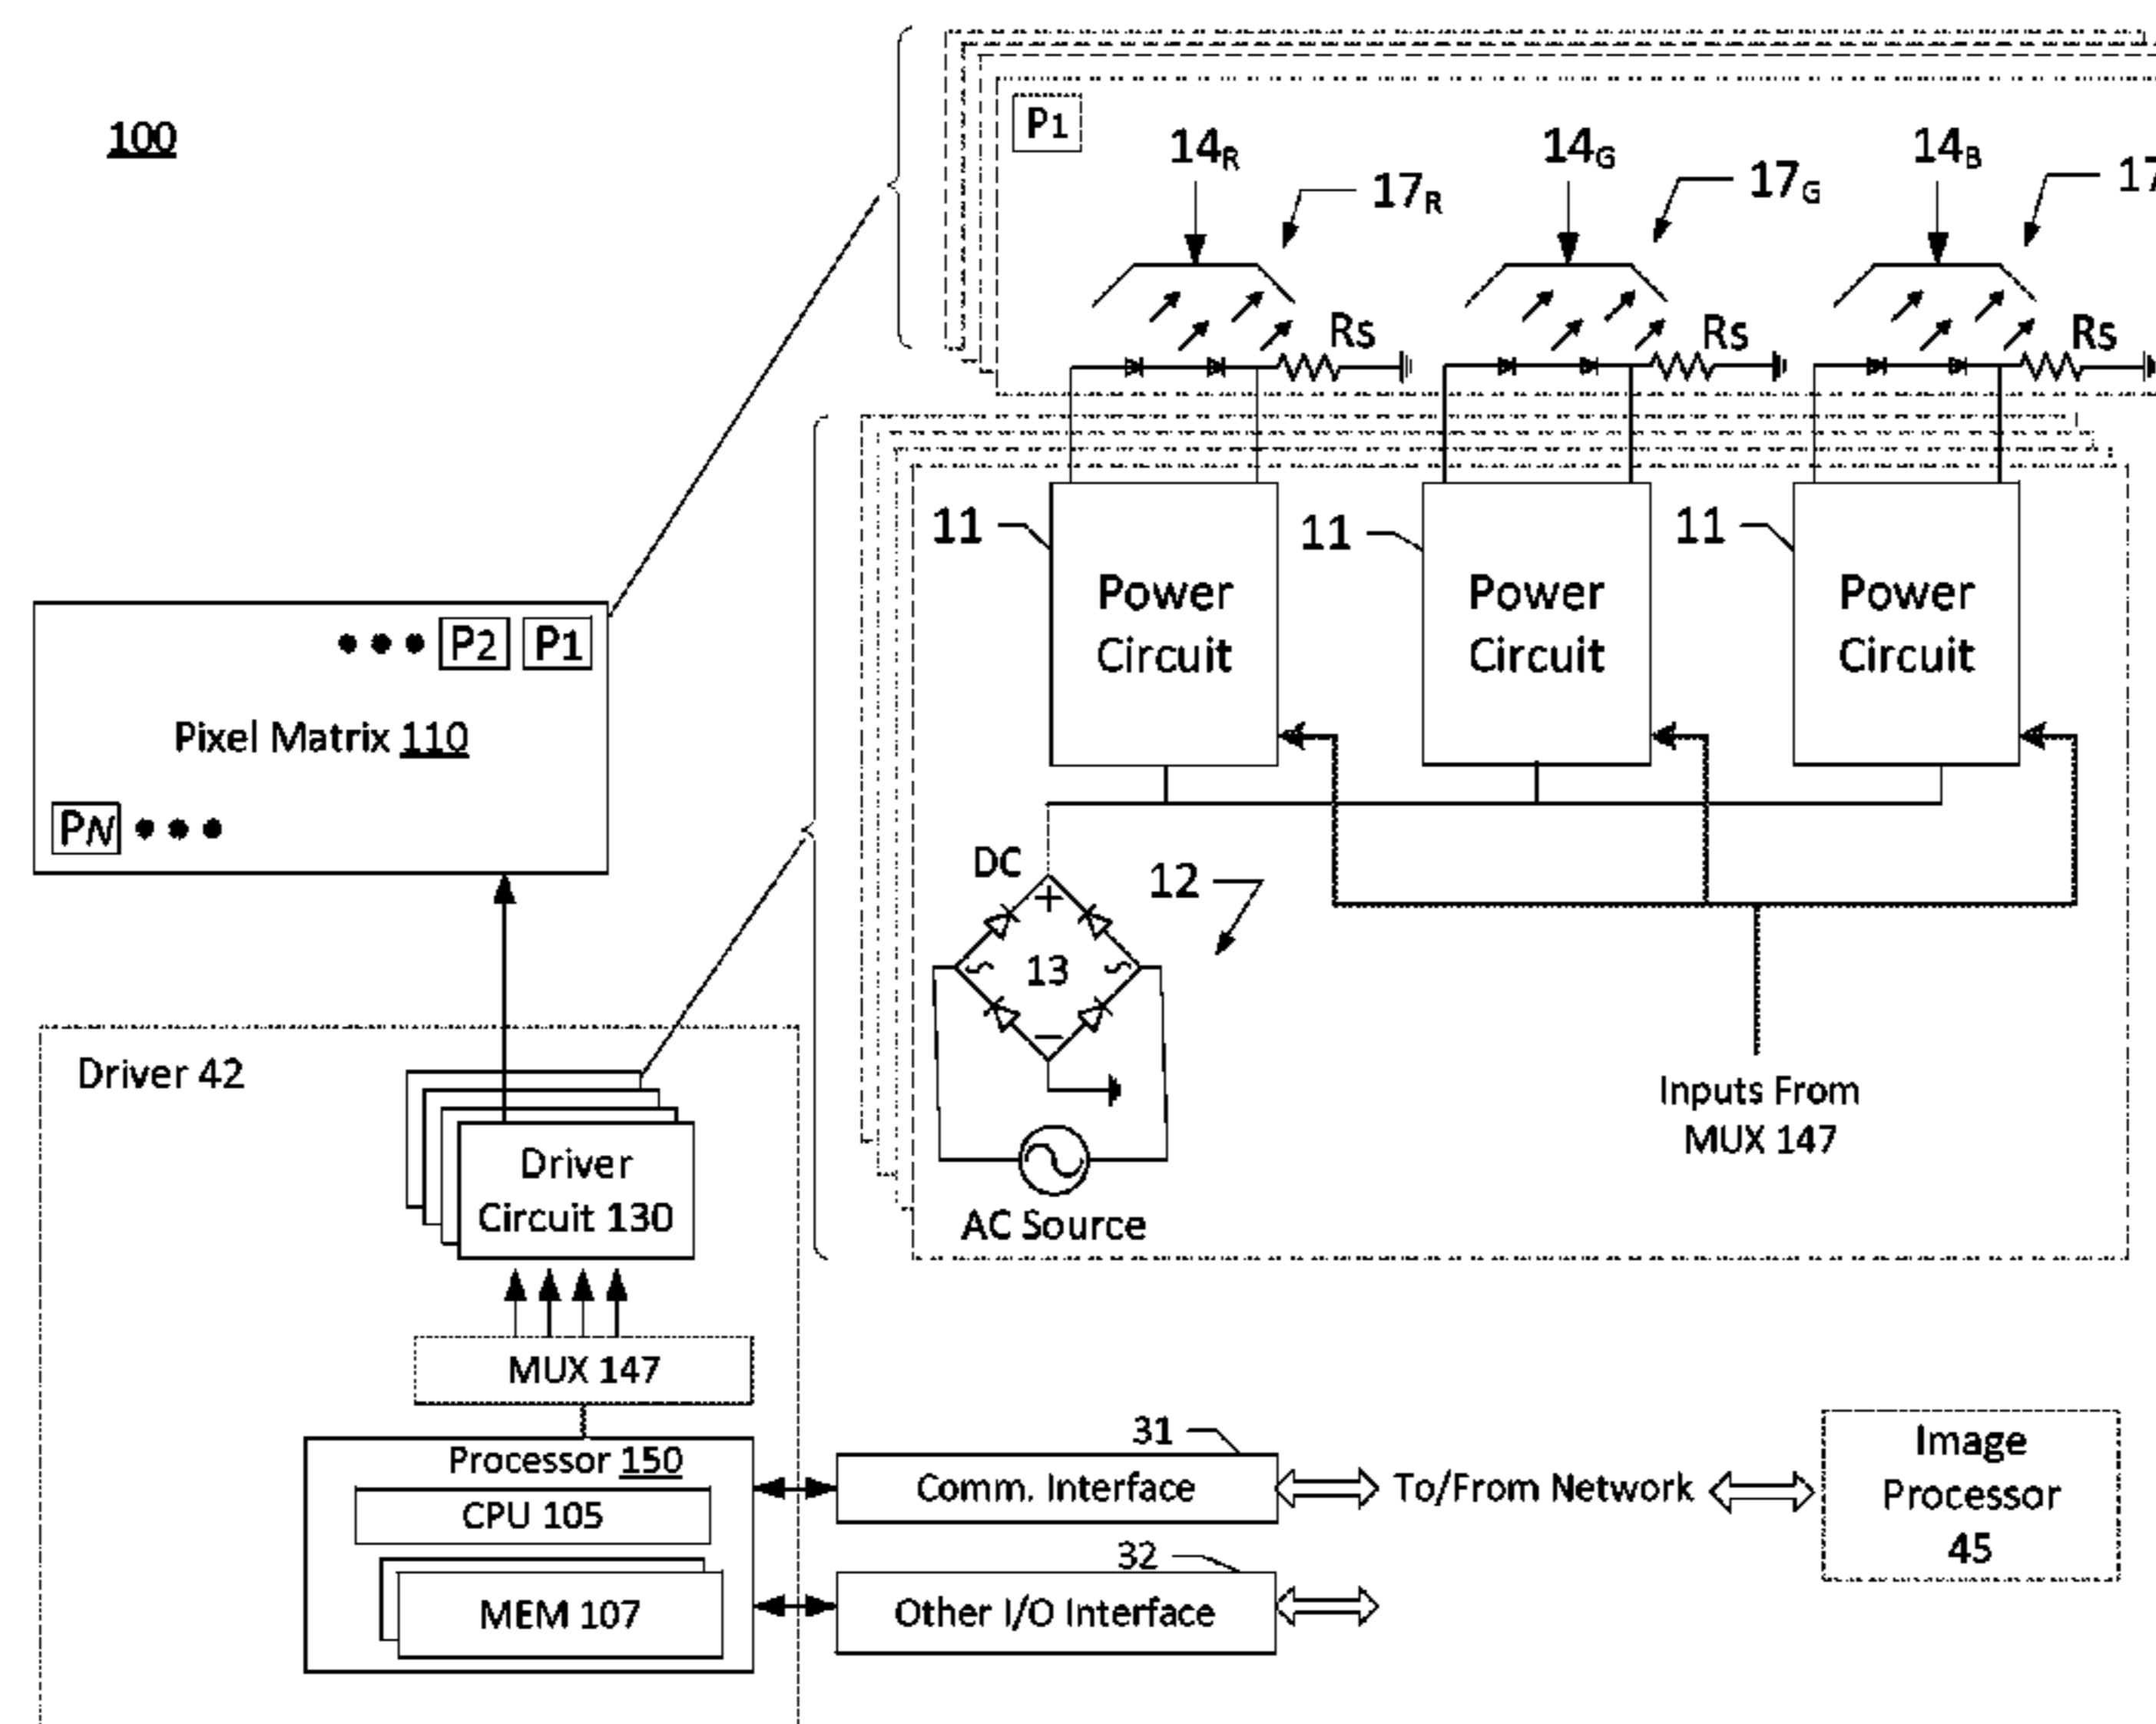 100
P1
14R
17R
14G
17G
14B
17
Rs
Rs
Rs
11
Power
Circuit
11
Power
Circuit
11
Power
Circuit
P2
P1
Pixel Matrix 110
PN
DC
12
+
13
−
AC Source
Inputs From
MUX 147
Driver 42
Driver
Circuit 130
MUX 147
Processor 150
CPU 105
MEM 107
31
Comm. Interface
To/From Network
Image
Processor
45
32
Other I/O Interface